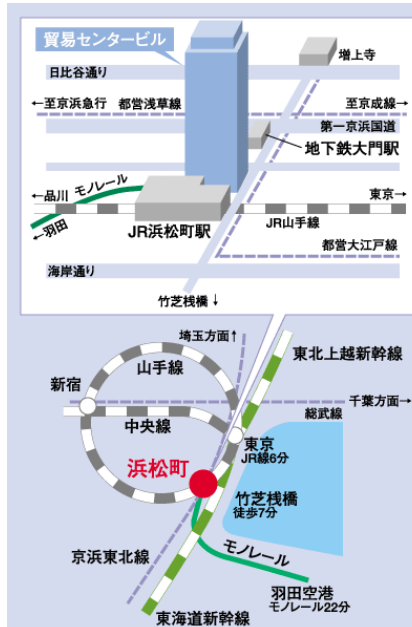 貿易センタービル
増上寺
日比谷通り
←至京浜急行
都営浅草線
至京成線→
第一京浜国道
地下鉄大門駅
←品川
モノレール
東京→
←羽田
JR浜松町駅
JR山手線
都営大江戸線
海岸通り
竹芝桟橋↓
埼玉方面↑
山手線
東北上越新幹線
新宿
千葉方面→
中央線
総武線
東京
JR線6分
浜松町
竹芝桟橋
徒歩7分
京浜東北線
モノレール
羽田空港
モノレール22分
東海道新幹線